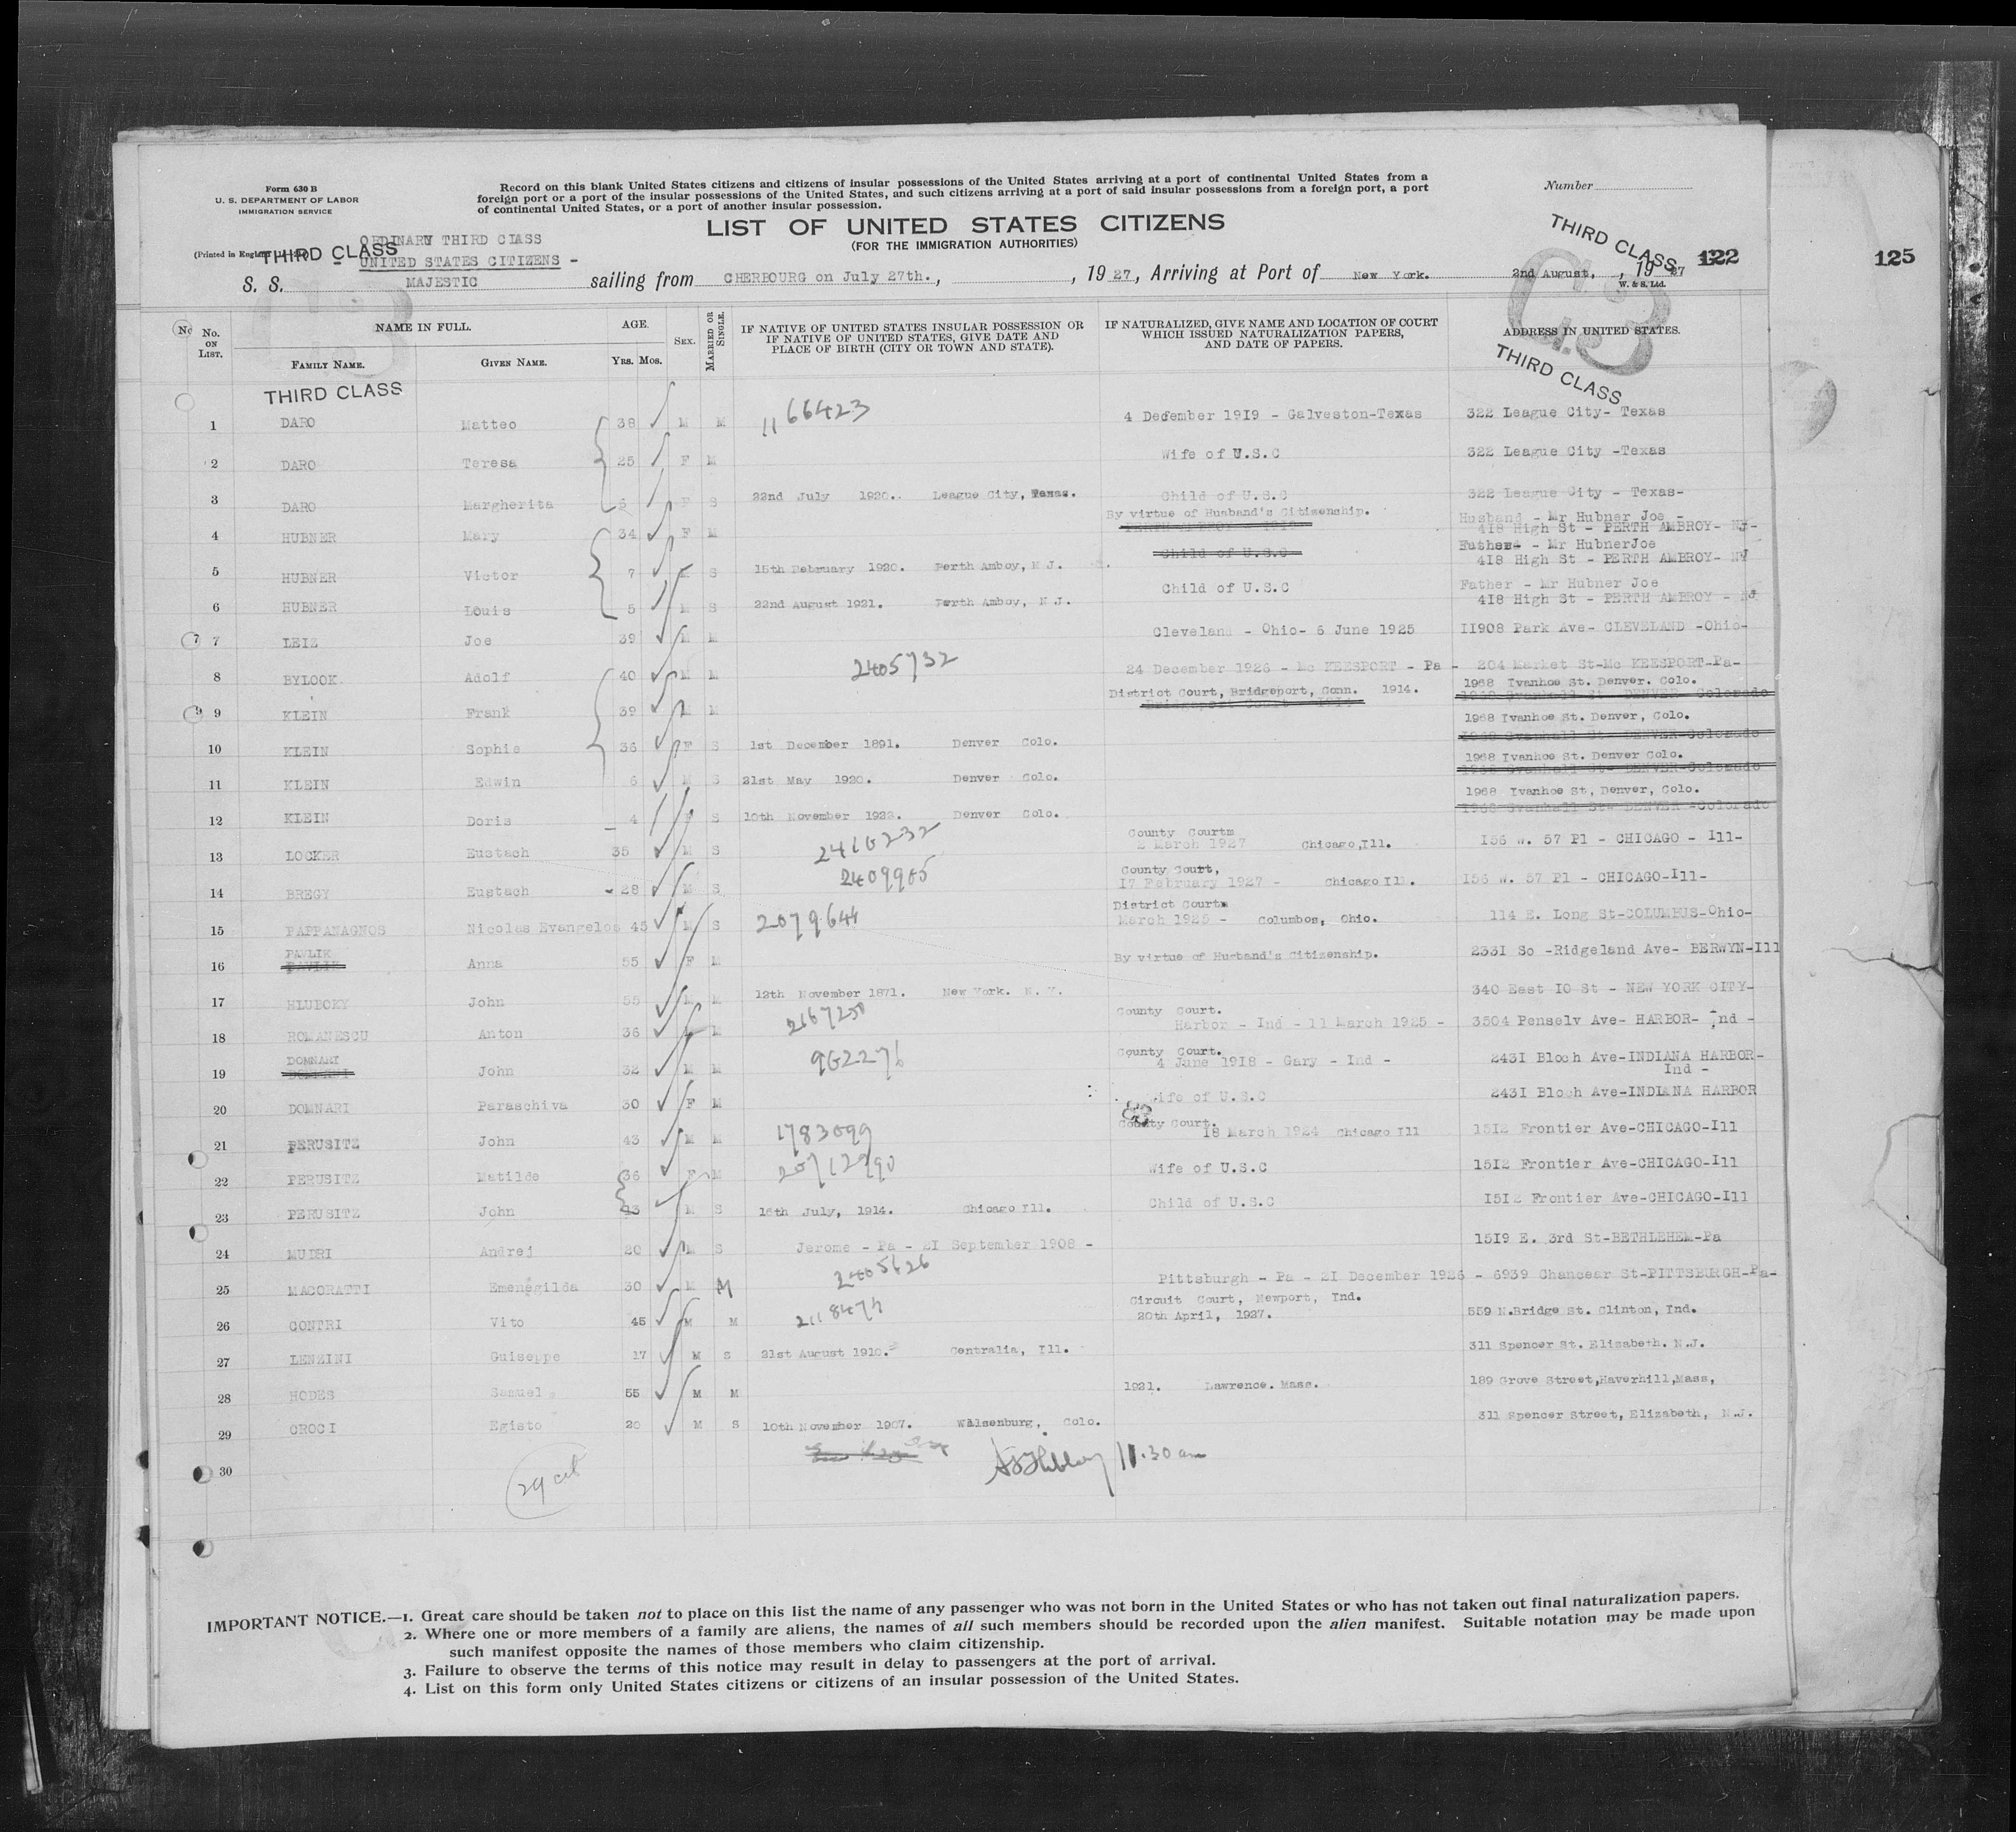 Form 630 B
U. S. DEPARTMENT OF LABOR
IMMIGRATION SERVICE
Record on this blank United States citizens and citizens of insular possessions of the United States arriving at a port of continental United States from a
foreign port or a port of the insular possessions of the United States, and such citizens arriving at a port of said insular possessions from a foreign port, a port
of continental United States, or a port of another insular possession.
Number
LIST OF UNITED STATES CITIZENS
(FOR THE IMMIGRATION AUTHORITIES)
THIRD CLASS
122
125
(Printed in England
THIRD CLASS
ORDINARY THIRD CLASS
UNITED STATES CITIZENS -
S. S. MAJESTIC sailing from CHERBOURG on July 27th., , 1927, Arriving at Port of New York. 2nd August, , 1927
W. & S. Ltd.
No. ON LIST.
NAME IN FULL.
FAMILY NAME. GIVEN NAME.
AGE.
YRS. MOS.
SEX.
MARRIED OR SINGLE.
IF NATIVE OF UNITED STATES INSULAR POSSESSION OR
IF NATIVE OF UNITED STATES, GIVE DATE AND
PLACE OF BIRTH (CITY OR TOWN AND STATE).
IF NATURALIZED, GIVE NAME AND LOCATION OF COURT
WHICH ISSUED NATURALIZATION PAPERS,
AND DATE OF PAPERS.
ADDRESS IN UNITED STATES.
THIRD CLASS
THIRD CLASS
1 DARO Matteo 38 M M 1166423 4 December 1919 - Galveston-Texas 322 League City- Texas
2 DARO Teresa 25 F M Wife of U.S.C 322 League City -Texas
3 DARO Margherita 6 F S 22nd July 1920. League City, Texas. Child of U.S.C 322 League City - Texas-
4 HUBNER Mary 34 F M By virtue of Husband's Citizenship. Husband - Mr Hubner Joe -
418 High St - PERTH AMBROY- NJ-
5 HUBNER Victor 7 M S 15th February 1920. Perth Amboy, N.J. Child of U.S.C Father - Mr HubnerJoe
418 High St - PERTH AMBROY- NJ
6 HUBNER Louis 5 M S 22nd August 1921. Perth Amboy, N.J. Child of U.S.C Father - Mr Hubner Joe
418 High St - PERTH AMBROY - NJ
7 LEIZ Joe 39 M M Cleveland - Ohio- 6 June 1925 11908 Park Ave- CLEVELAND -Ohio-
8 BYLOOK Adolf 40 M M 2405732 24 December 1926 - Mc KEESPORT - Pa - 204 Market St-Mc KEESPORT-Pa-
9 KLEIN Frank 39 M M District Court, Bridgeport, Conn. 1914. 1968 Ivanhoe St. Denver. Colo.
10 KLEIN Sophie 36 F S 1st December 1891. Denver Colo. 1968 Ivanhoe St. Denver, Colo.
11 KLEIN Edwin 6 M S 21st May 1920. Denver Colo. 1968 Ivanhoe St. Denver Colo.
12 KLEIN Doris 4 F S 10th November 1922. Denver Colo. 1968 Ivanhoe St, Denver, Colo.
13 LOCKER Eustach 35 M S 2410232 County Court
2 March 1927 Chicago,Ill. 156 W. 57 Pl - CHICAGO - Ill-
14 BREGY Eustach 28 M S 2409985 County Court,
17 February 1927 - Chicago Ill. 156 W. 57 Pl - CHICAGO-Ill-
15 PAPPANAGNOS Nicolas Evangelos 45 M S 2079644 District Court
March 1925 - Columbos, Ohio. 114 E. Long St-COLUMBUS-Ohio-
16 PAVLIK Anna 55 F M By virtue of Husband's Citizenship. 2331 So -Ridgeland Ave- BERWYN-Ill
17 HLUBOKY John 55 M M 12th November 1871. New York. N.Y. 340 East 10 St - NEW YORK CITY-
18 ROMANESCU Anton 36 M 2167250 County Court.
Harbor - Ind - 11 March 1925 - 3504 Penselv Ave- HARBOR- Ind -
19 DOMNARI John 32 M M 962276 County Court.
4 June 1918 - Gary - Ind - 2431 Bloch Ave-INDIANA HARBOR-
Ind -
20 DOMNARI Paraschiva 30 F M Wife of U.S.C 2431 Bloch Ave-INDIANA HARBOR
21 PERUSITZ John 43 M M 1783099 County Court.
18 March 1924 Chicago Ill 1512 Frontier Ave-CHICAGO-Ill
22 PERUSITZ Matilde 36 F M Wife of U.S.C 1512 Frontier Ave-CHICAGO-Ill
23 PERUSITZ John 13 M S 16th July, 1914. Chicago Ill. Child of U.S.C 1512 Frontier Ave-CHICAGO-Ill
24 MUDRI Andrej 20 M S Jerome - Pa - 21 September 1908 - 1519 E. 3rd St-BETHLEHEM-Pa
25 MACORATTI Emenegilda 30 M M 2405626 Pittsburgh - Pa - 21 December 1926 - 6939 Chancear St-PITTSBURGH-Pa-
26 CONTRI Vito 45 M M 2118474 Circuit Court, Newport, Ind.
20th April, 1927. 559 N.Bridge St. Clinton, Ind.
27 LENZINI Guiseppe 17 M S 21st August 1910. Centralia, Ill. 311 Spencer St. Elizabeth. N.J.
28 HODES Samuel 55 M M 1921. Lawrence. Mass. 189 Grove Street,Haverhill,Mass,
29 CROCI Egisto 20 M S 10th November 1907. Walsenburg, Colo. 311 Spencer Street, Elizabeth, N.J.
30
29 cit
11.30 am
IMPORTANT NOTICE.—1. Great care should be taken not to place on this list the name of any passenger who was not born in the United States or who has not taken out final naturalization papers.
2. Where one or more members of a family are aliens, the names of all such members should be recorded upon the alien manifest. Suitable notation may be made upon
such manifest opposite the names of those members who claim citizenship.
3. Failure to observe the terms of this notice may result in delay to passengers at the port of arrival.
4. List on this form only United States citizens or citizens of an insular possession of the United States.